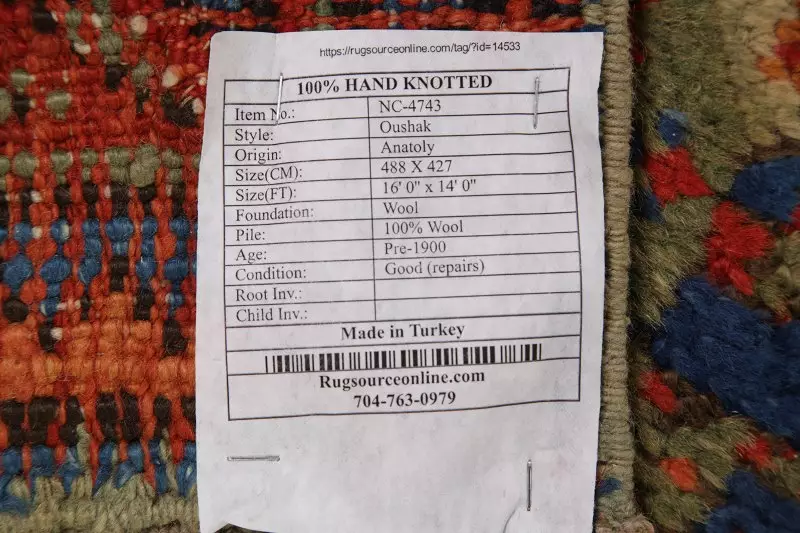 https://rugsourceonline.com/tag/?id=14533
100% HAND KNOTTED
Item No.: NC-4743
Style: Oushak
Origin: Anatoly
Size(CM): 488 X 427
Size(FT): 16' 0" x 14' 0"
Foundation: Wool
Pile: 100% Wool
Age: Pre-1900
Condition: Good (repairs)
Root Inv.:
Child Inv.:
Made in Turkey
Rugsourceonline.com
704-763-0979